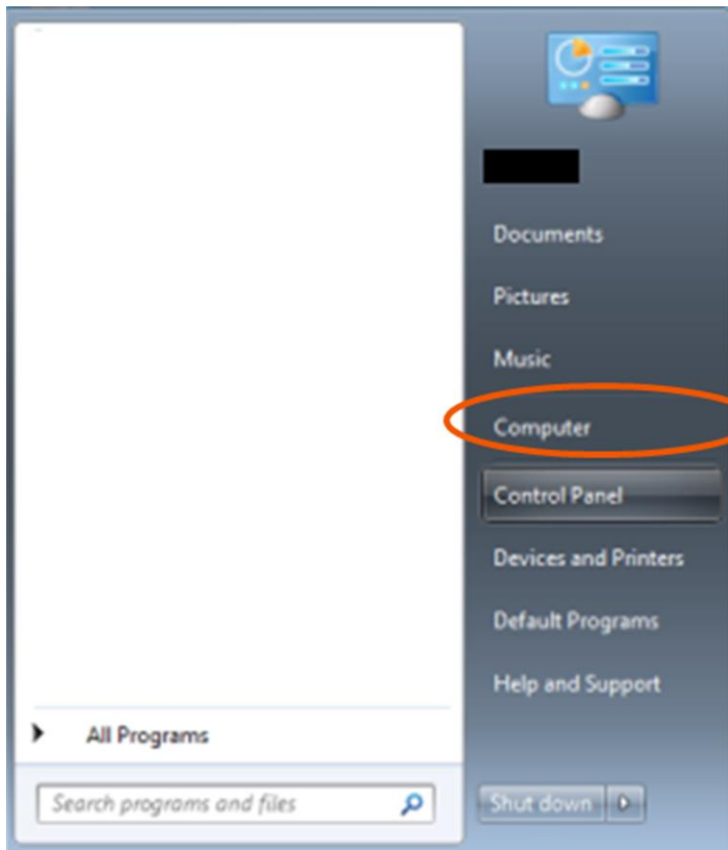 Documents
Pictures
Music
Computer
Control Panel
Devices and Printers
Default Programs
Help and Support
All Programs
Search programs and files
Shut down